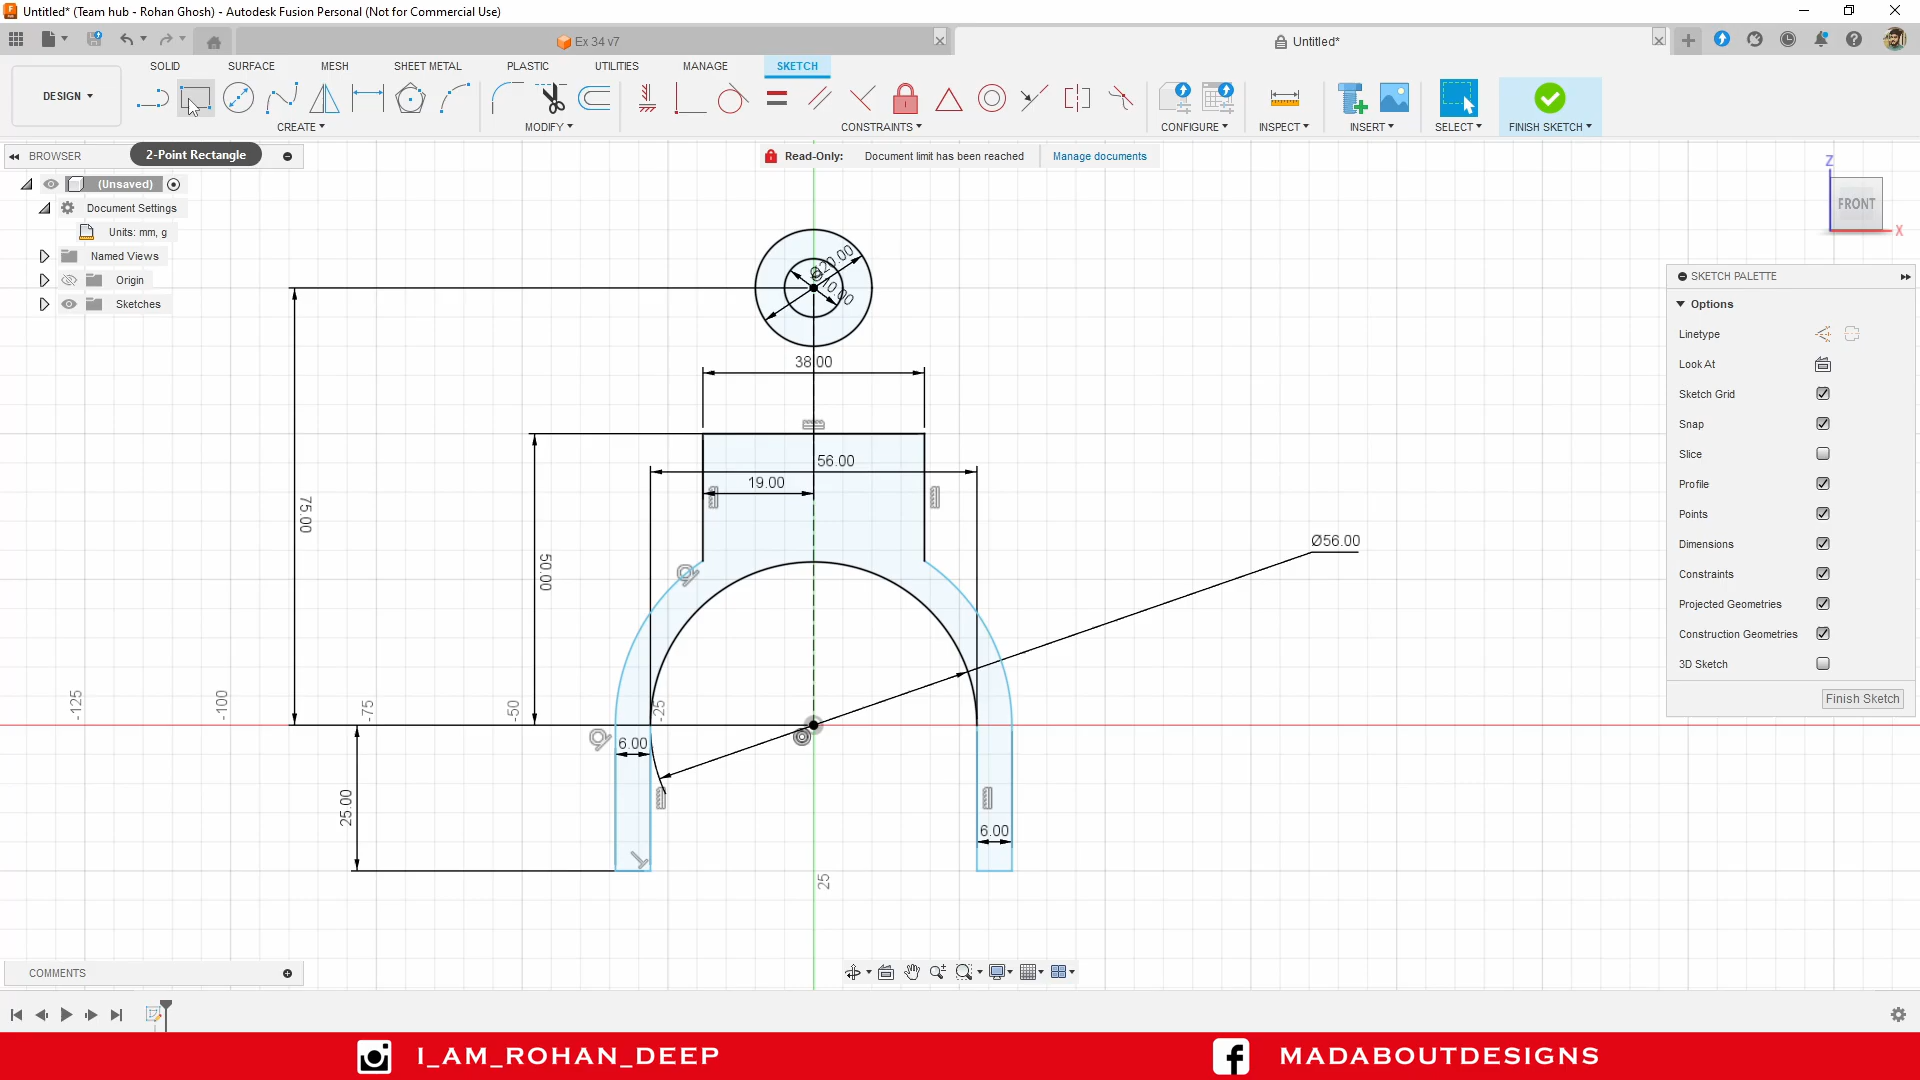 Untitled* (Team hub - Rohan Ghosh) - Autodesk Fusion Personal (Not for Commercial Use)
Ex 34 v7
Untitled*
SOLID SURFACE MESH SHEET METAL PLASTIC UTILITIES MANAGE SKETCH
DESIGN
CREATE MODIFY CONSTRAINTS CONFIGURE INSPECT INSERT SELECT FINISH SKETCH
BROWSER
2-Point Rectangle
Read-Only: Document limit has been reached Manage documents
(Unsaved)
Document Settings
Units: mm, g
Named Views
Origin
Sketches
Z
FRONT
X
SKETCH PALETTE
Options
Linetype
Look At
Sketch Grid
Snap
Slice
Profile
Points
Dimensions
Constraints
Projected Geometries
Construction Geometries
3D Sketch
Finish Sketch
Ø20.00
Ø10.00
38.00
56.00
19.00
75.00
50.00
Ø56.00
-125
-100
-75
-50
-25
6.00
25.00
6.00
25
COMMENTS
I_AM_ROHAN_DEEP
MADABOUTDESIGNS